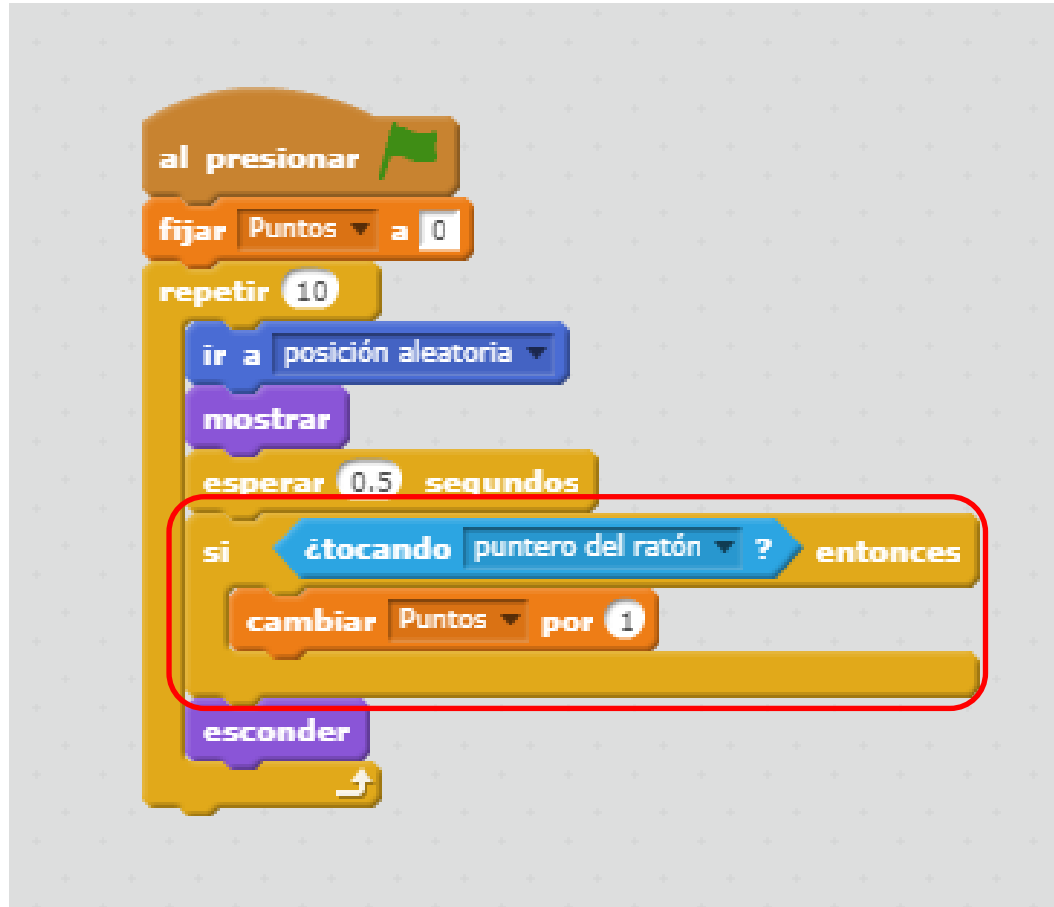 al presionar
fijar Puntos a 0
repetir 10
ir a posición aleatoria
mostrar
esperar 0.5 segundos
si ¿tocando puntero del ratón ? entonces
cambiar Puntos por 1
esconder